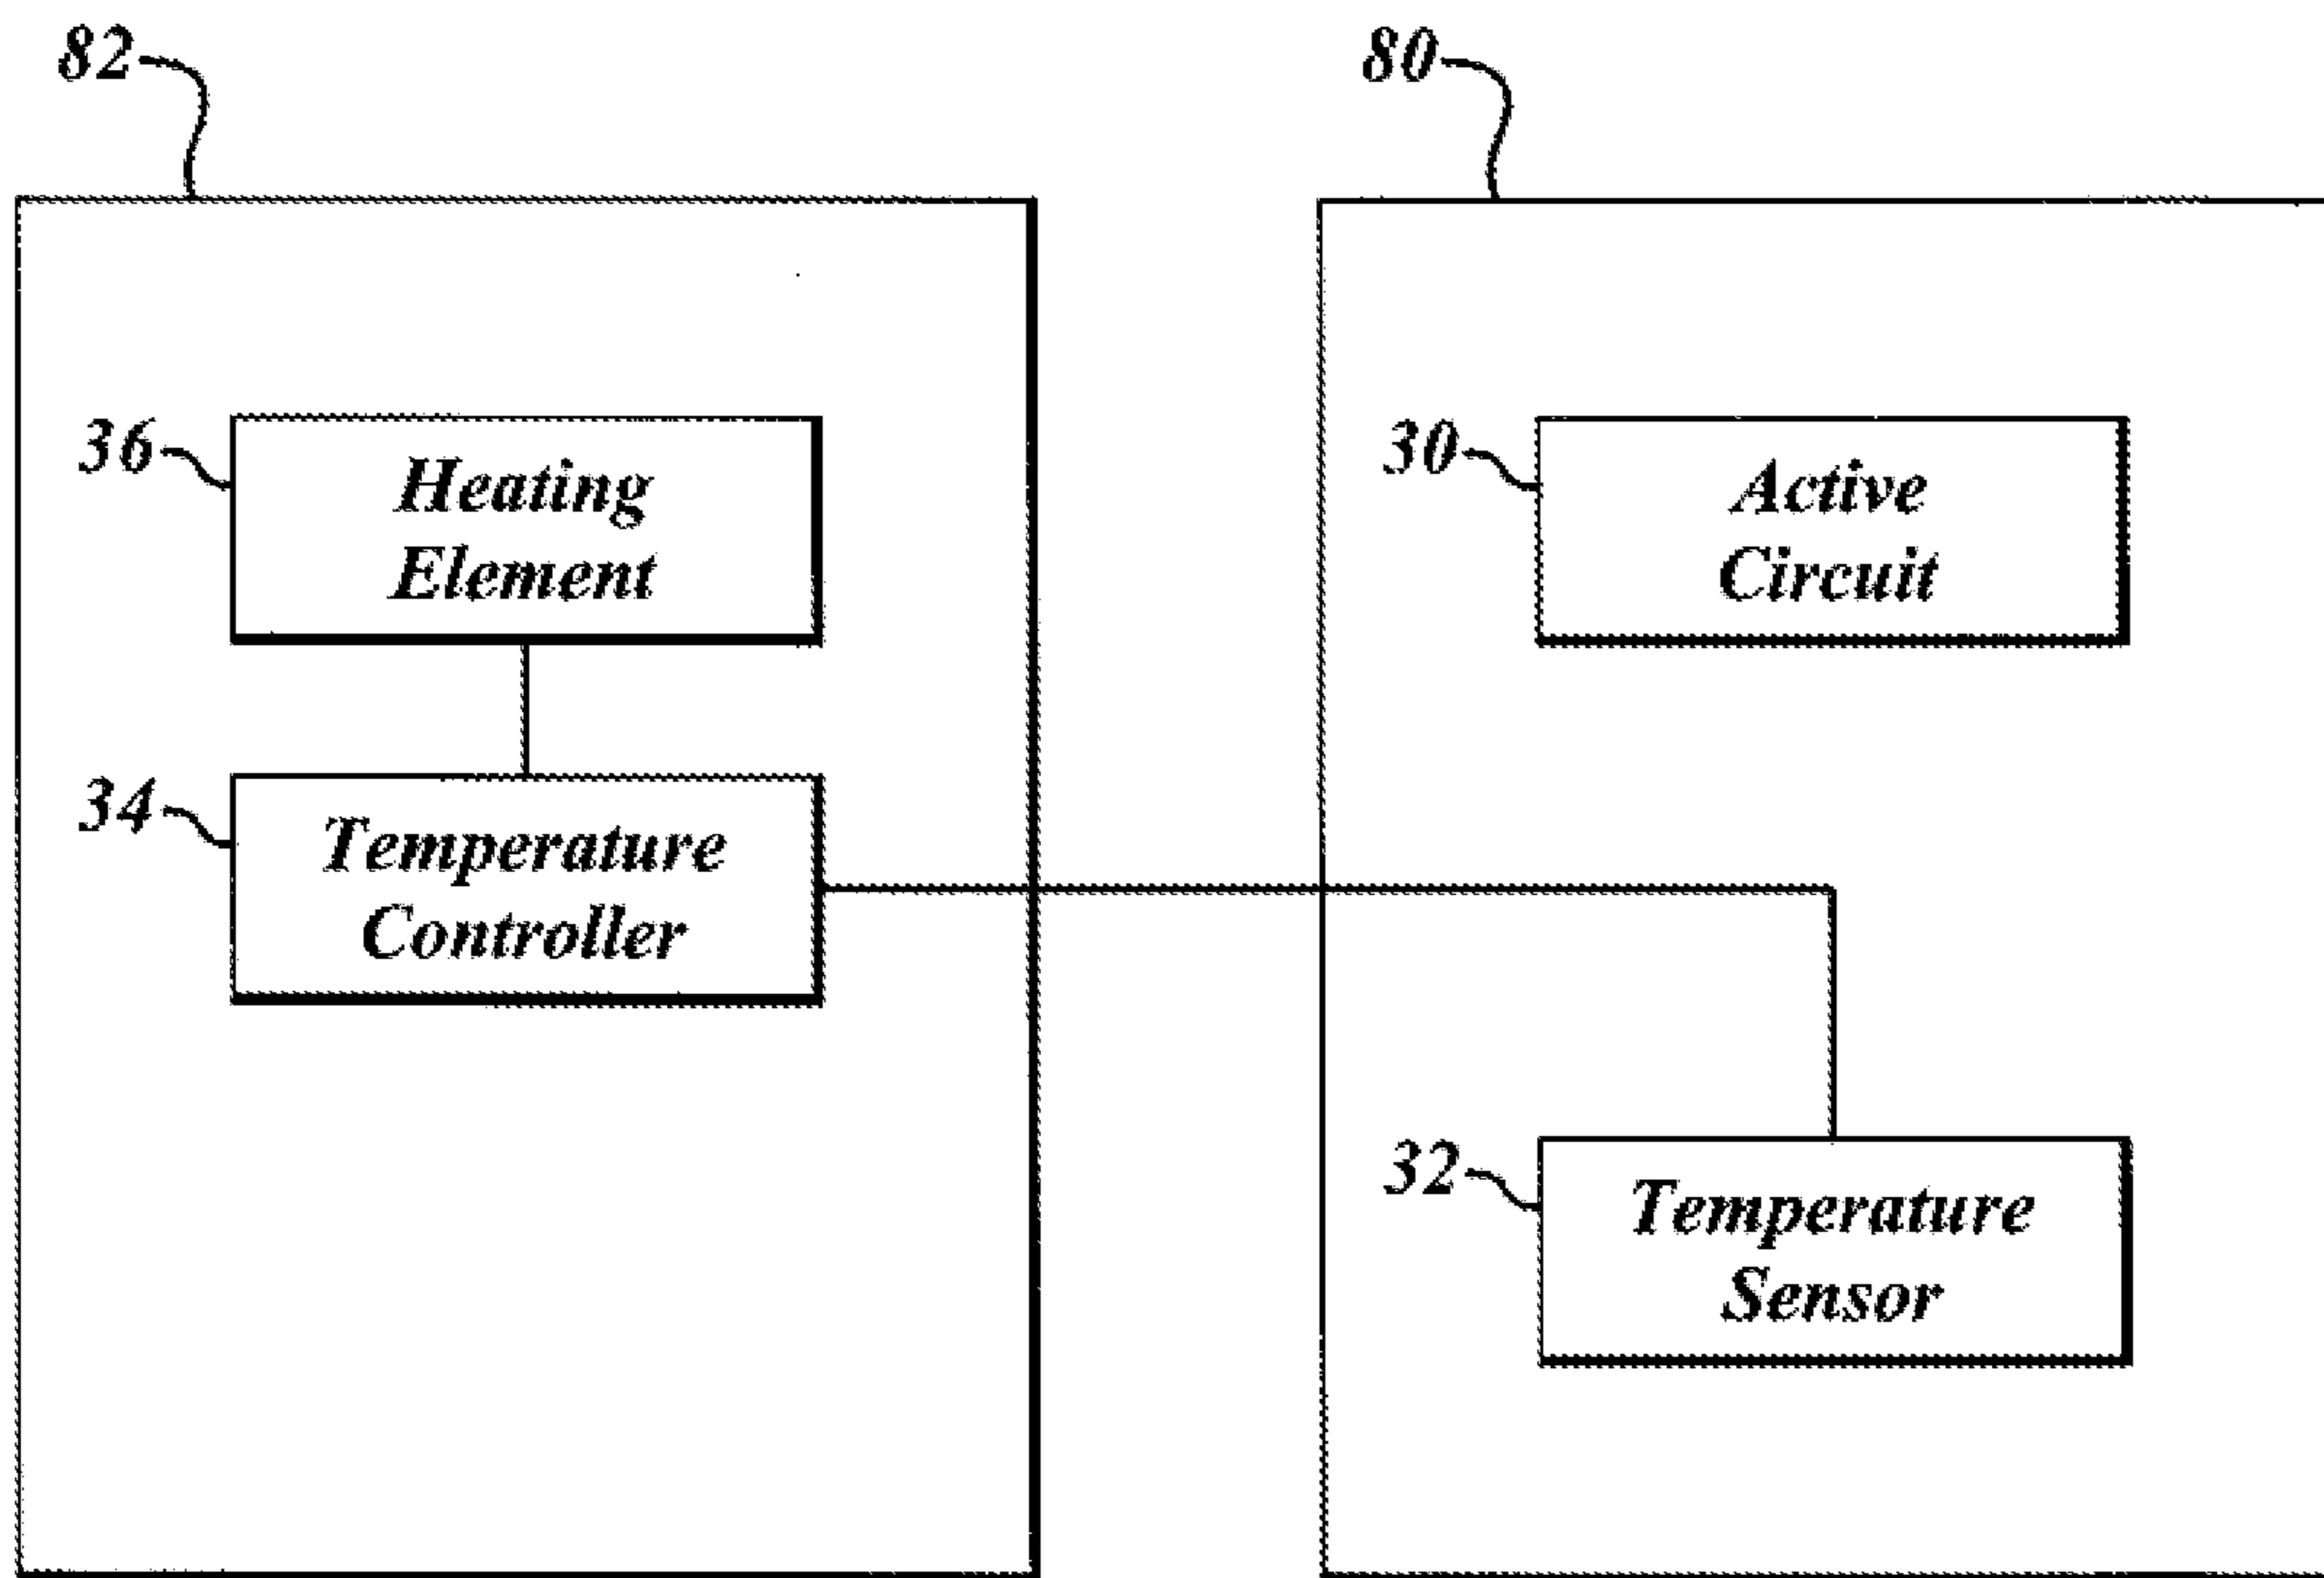 82
80
36
Heating
Element
30
Active
Circuit
34
Temperature
Controller
32
Temperature
Sensor